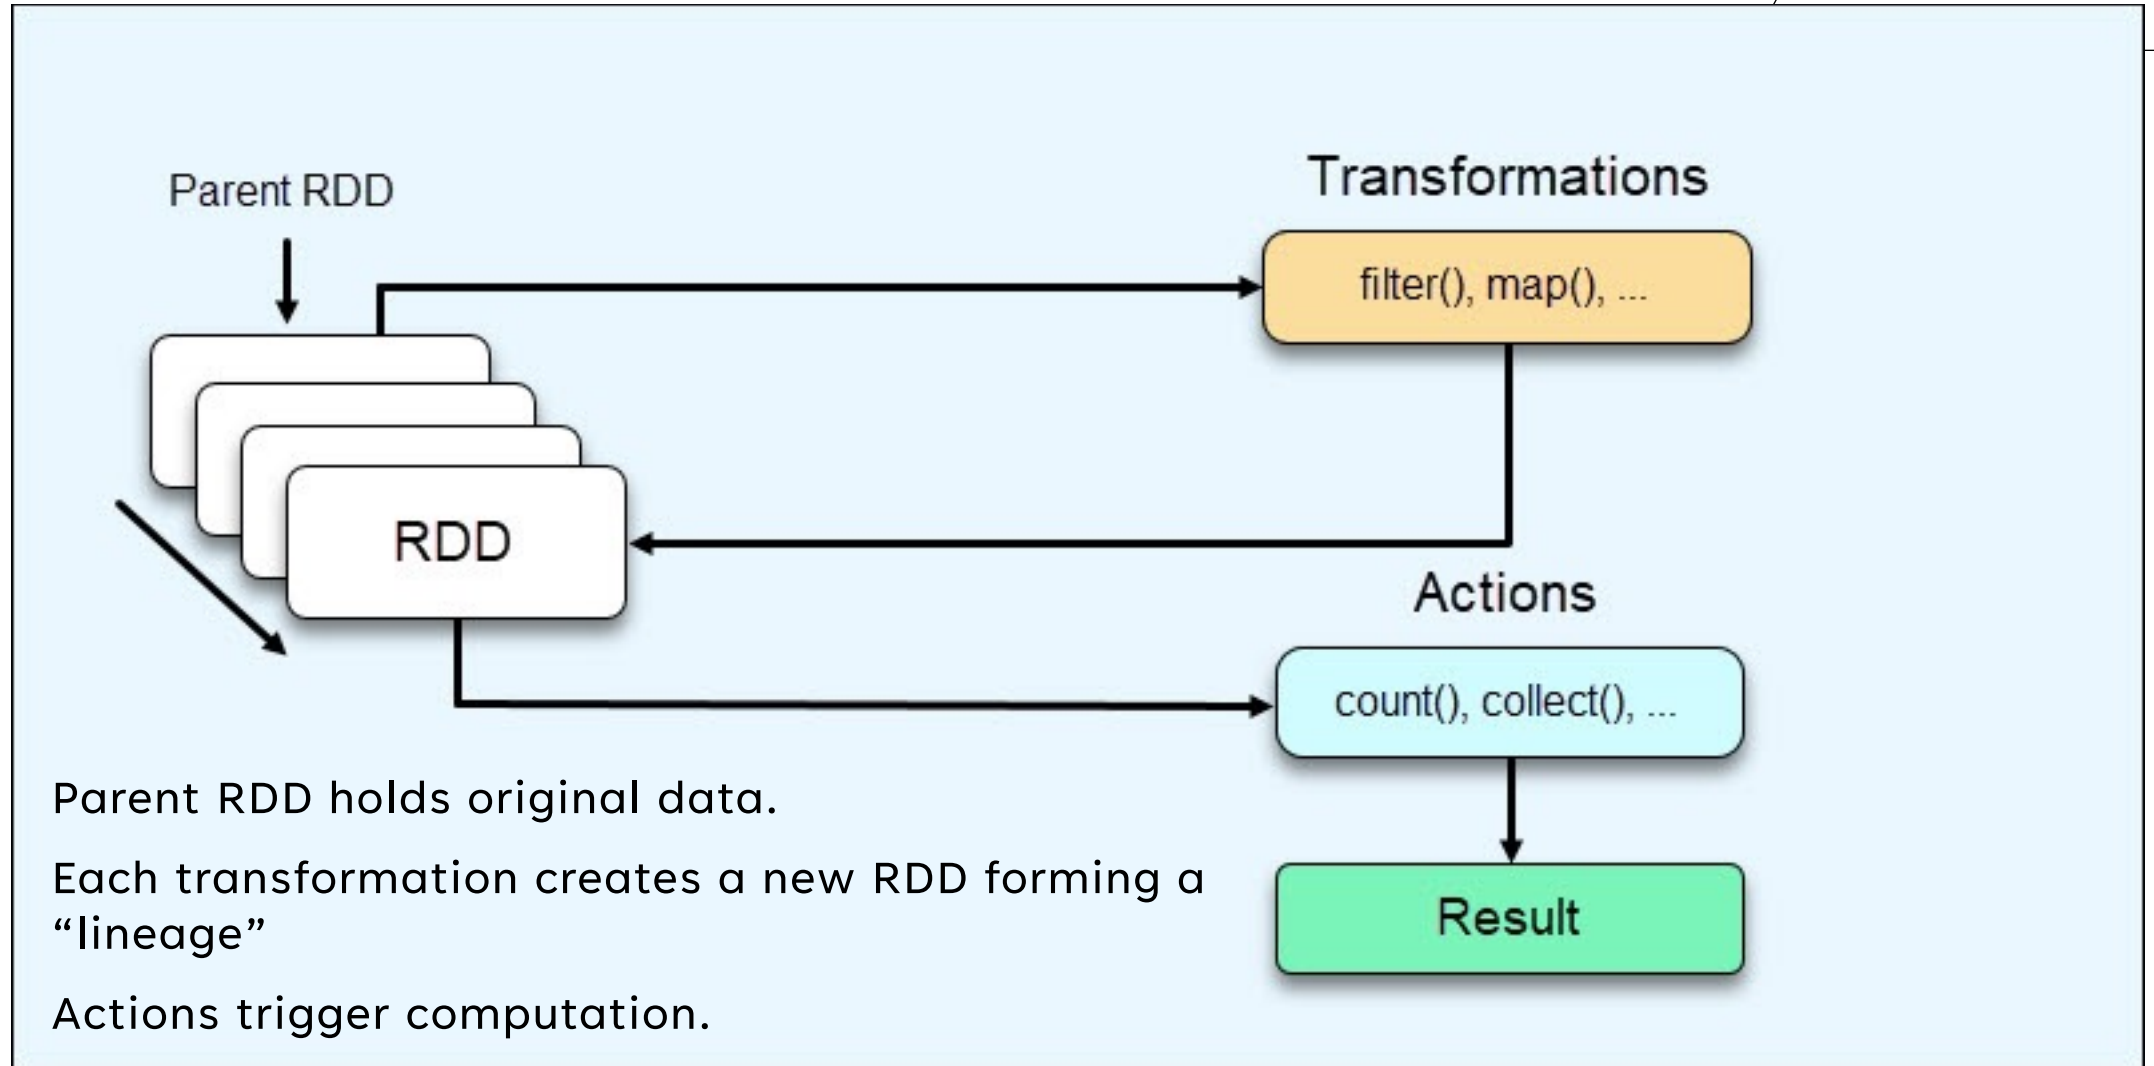 Parent RDD
Transformations
filter(), map(), ...
RDD
Actions
count(), collect(), ...
Result
Parent RDD holds original data.
Each transformation creates a new RDD forming a
“lineage”
Actions trigger computation.